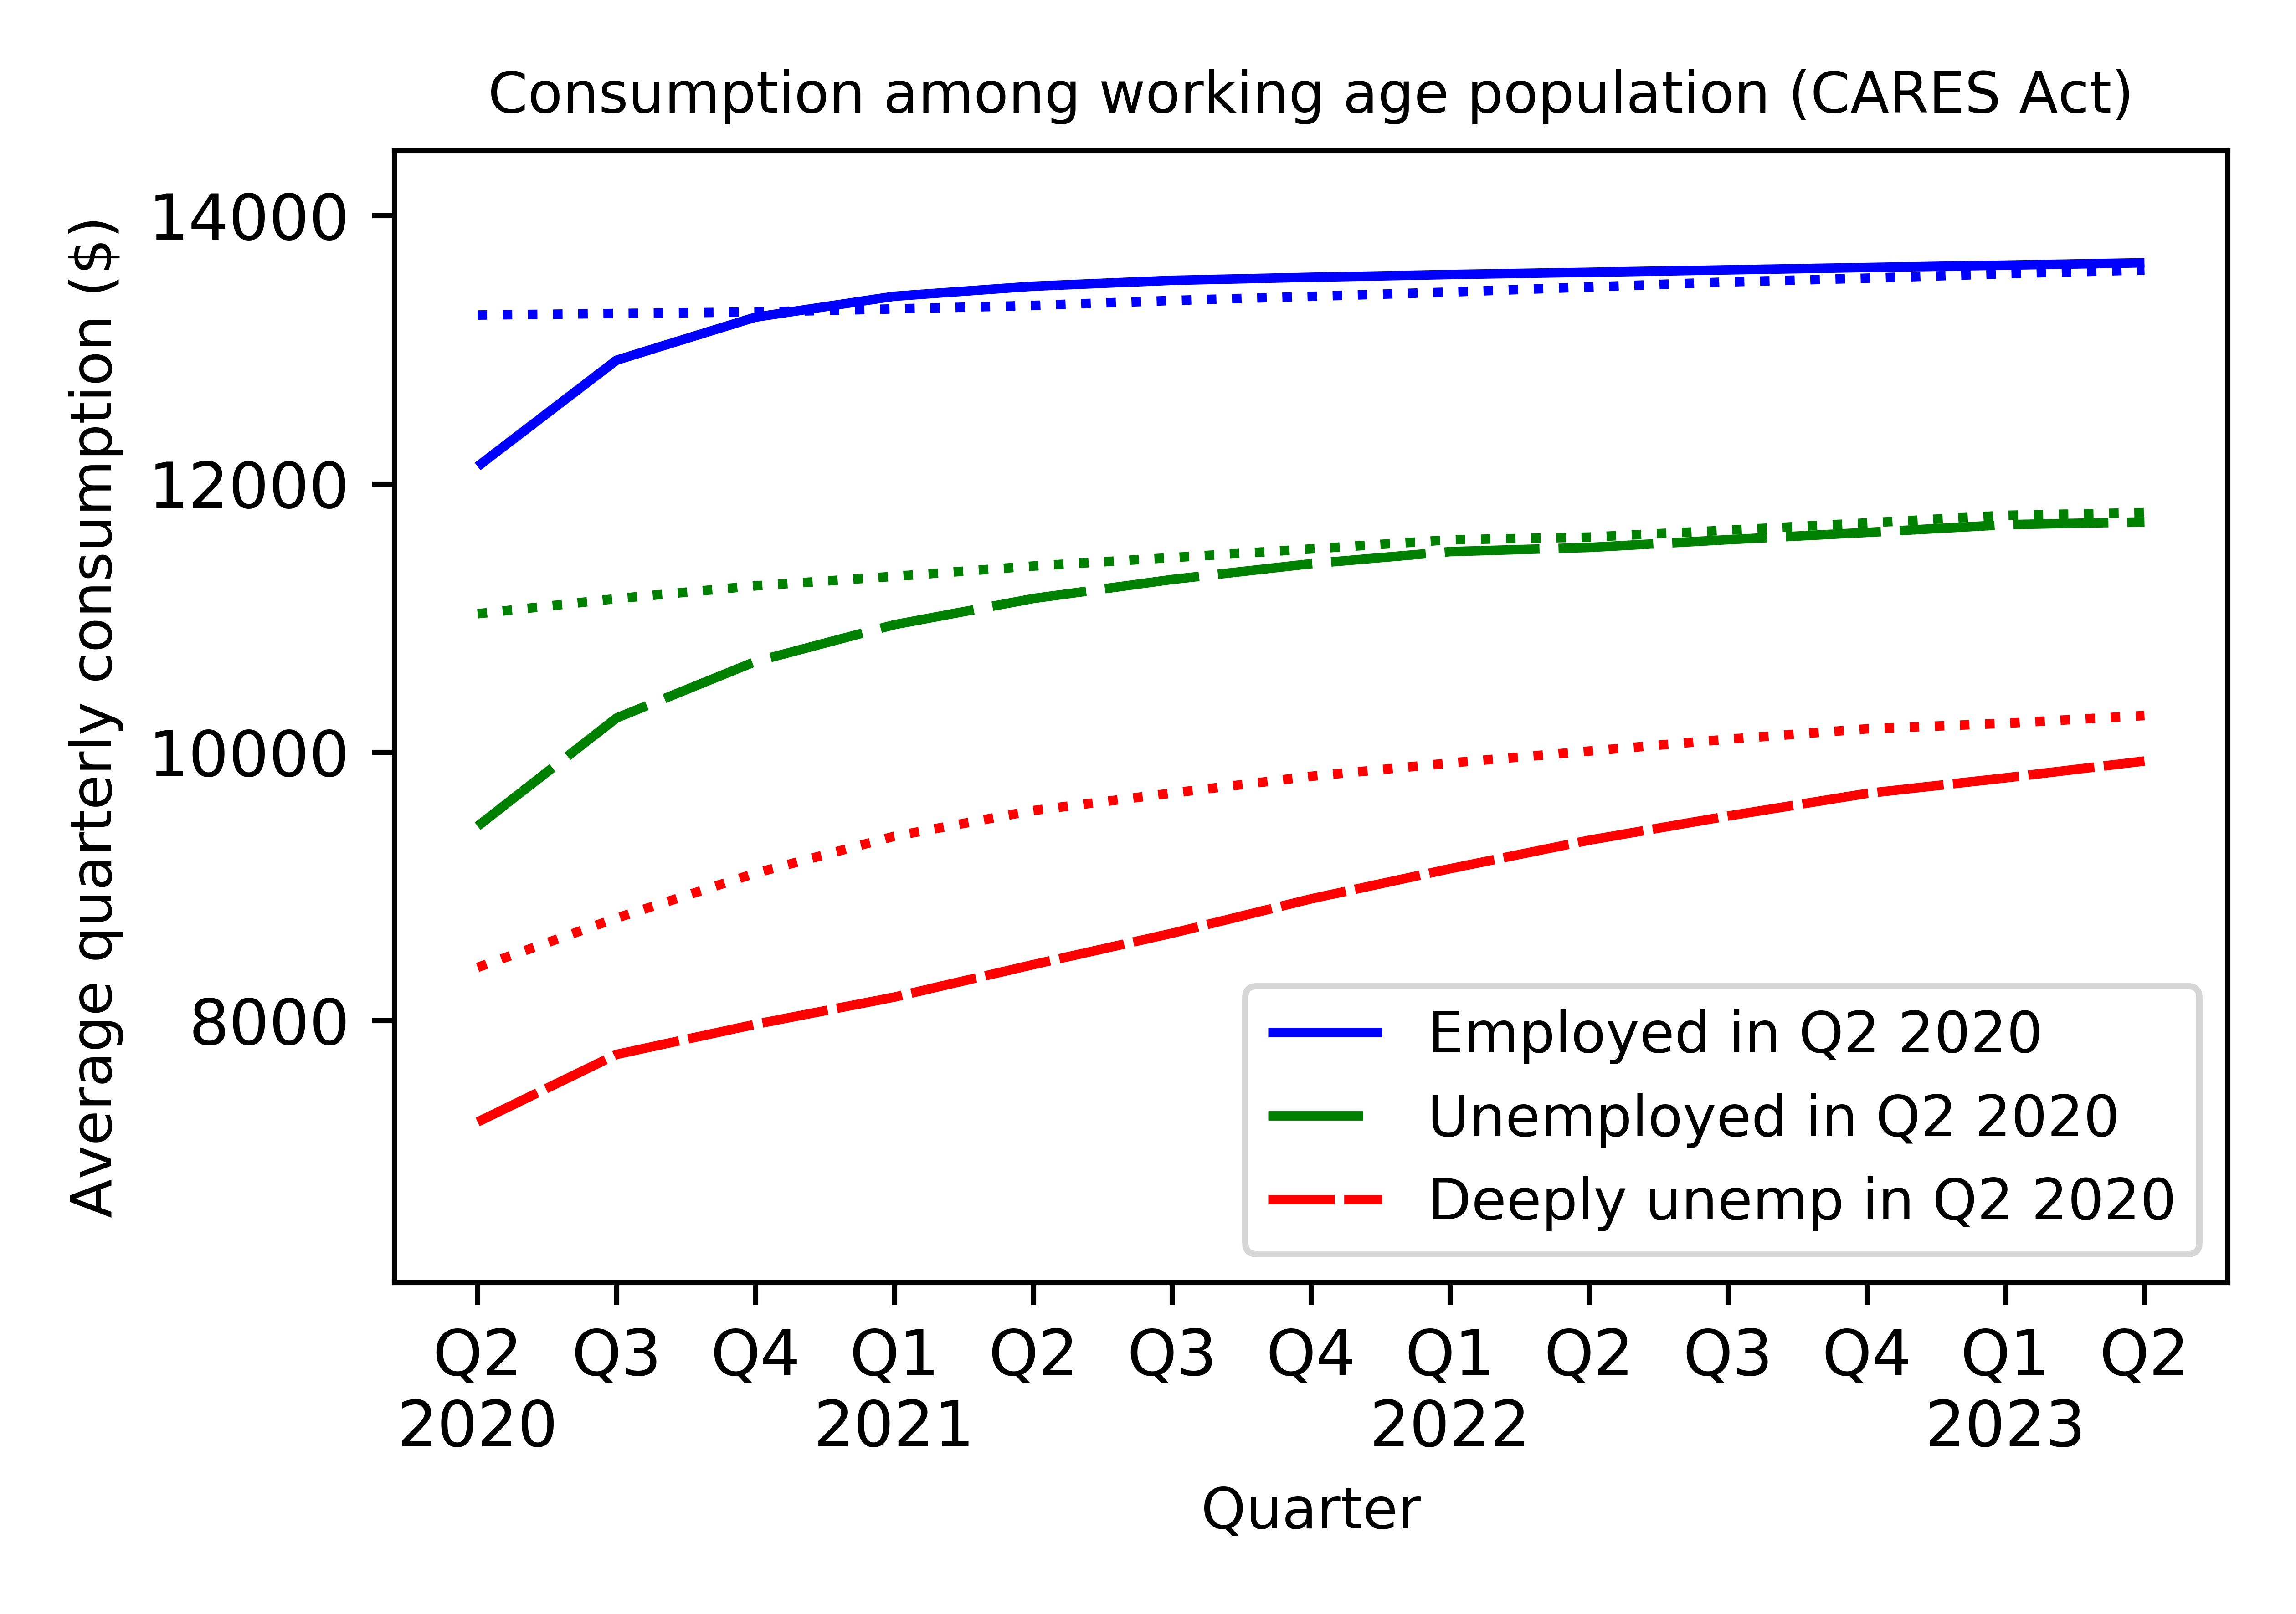 Consumption among working age population (CARES Act)
Average quarterly consumption ($)
14000
12000
10000
8000
Employed in Q2 2020
Unemployed in Q2 2020
Deeply unemp in Q2 2020
Q2 Q3 Q4 Q1 Q2 Q3 Q4 Q1 Q2 Q3 Q4 Q1 Q2
2020 2021 2022 2023
Quarter